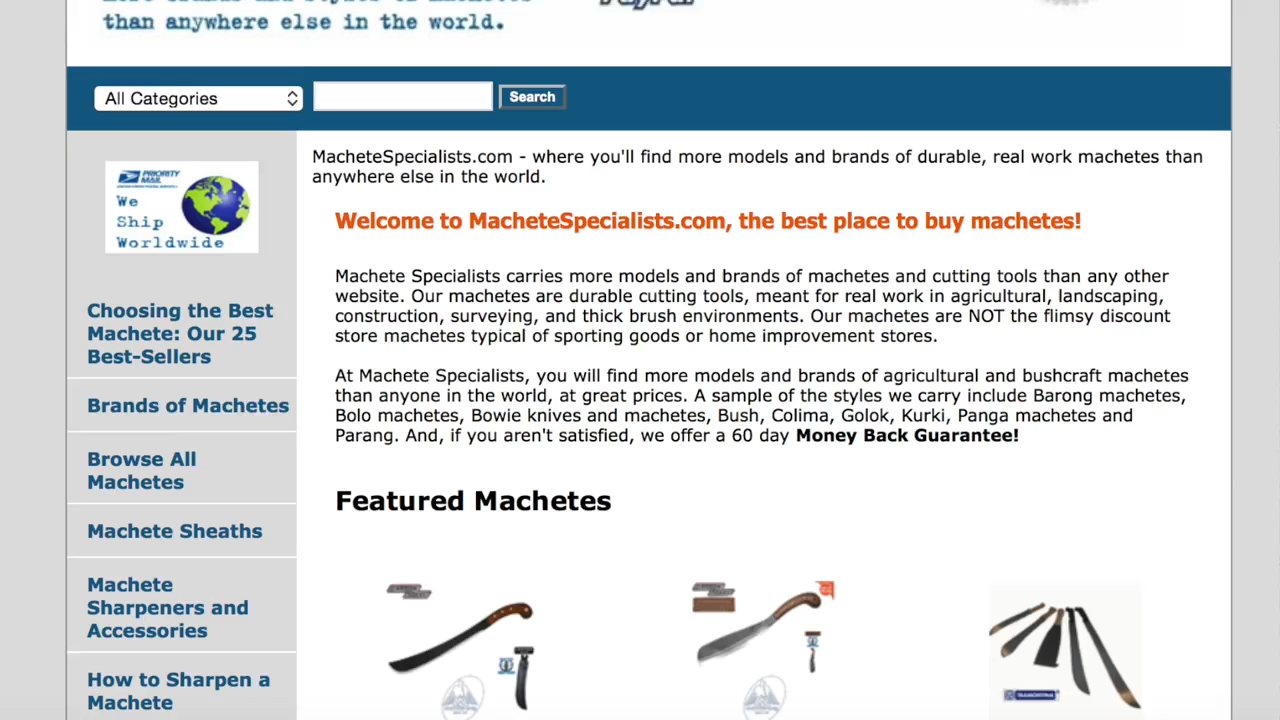 than anywhere else in the world.
All Categories
Search
PRIORITY
MAIL
We
Ship
Worldwide
Choosing the Best
Machete: Our 25
Best-Sellers
Brands of Machetes
Browse All
Machetes
Machete Sheaths
Machete
Sharpeners and
Accessories
How to Sharpen a
Machete
MacheteSpecialists.com - where you'll find more models and brands of durable, real work machetes than
anywhere else in the world.
Welcome to MacheteSpecialists.com, the best place to buy machetes!
Machete Specialists carries more models and brands of machetes and cutting tools than any other
website. Our machetes are durable cutting tools, meant for real work in agricultural, landscaping,
construction, surveying, and thick brush environments. Our machetes are NOT the flimsy discount
store machetes typical of sporting goods or home improvement stores.
At Machete Specialists, you will find more models and brands of agricultural and bushcraft machetes
than anyone in the world, at great prices. A sample of the styles we carry include Barong machetes,
Bolo machetes, Bowie knives and machetes, Bush, Colima, Golok, Kurki, Panga machetes and
Parang. And, if you aren't satisfied, we offer a 60 day Money Back Guarantee!
Featured Machetes
TRAMONTINA